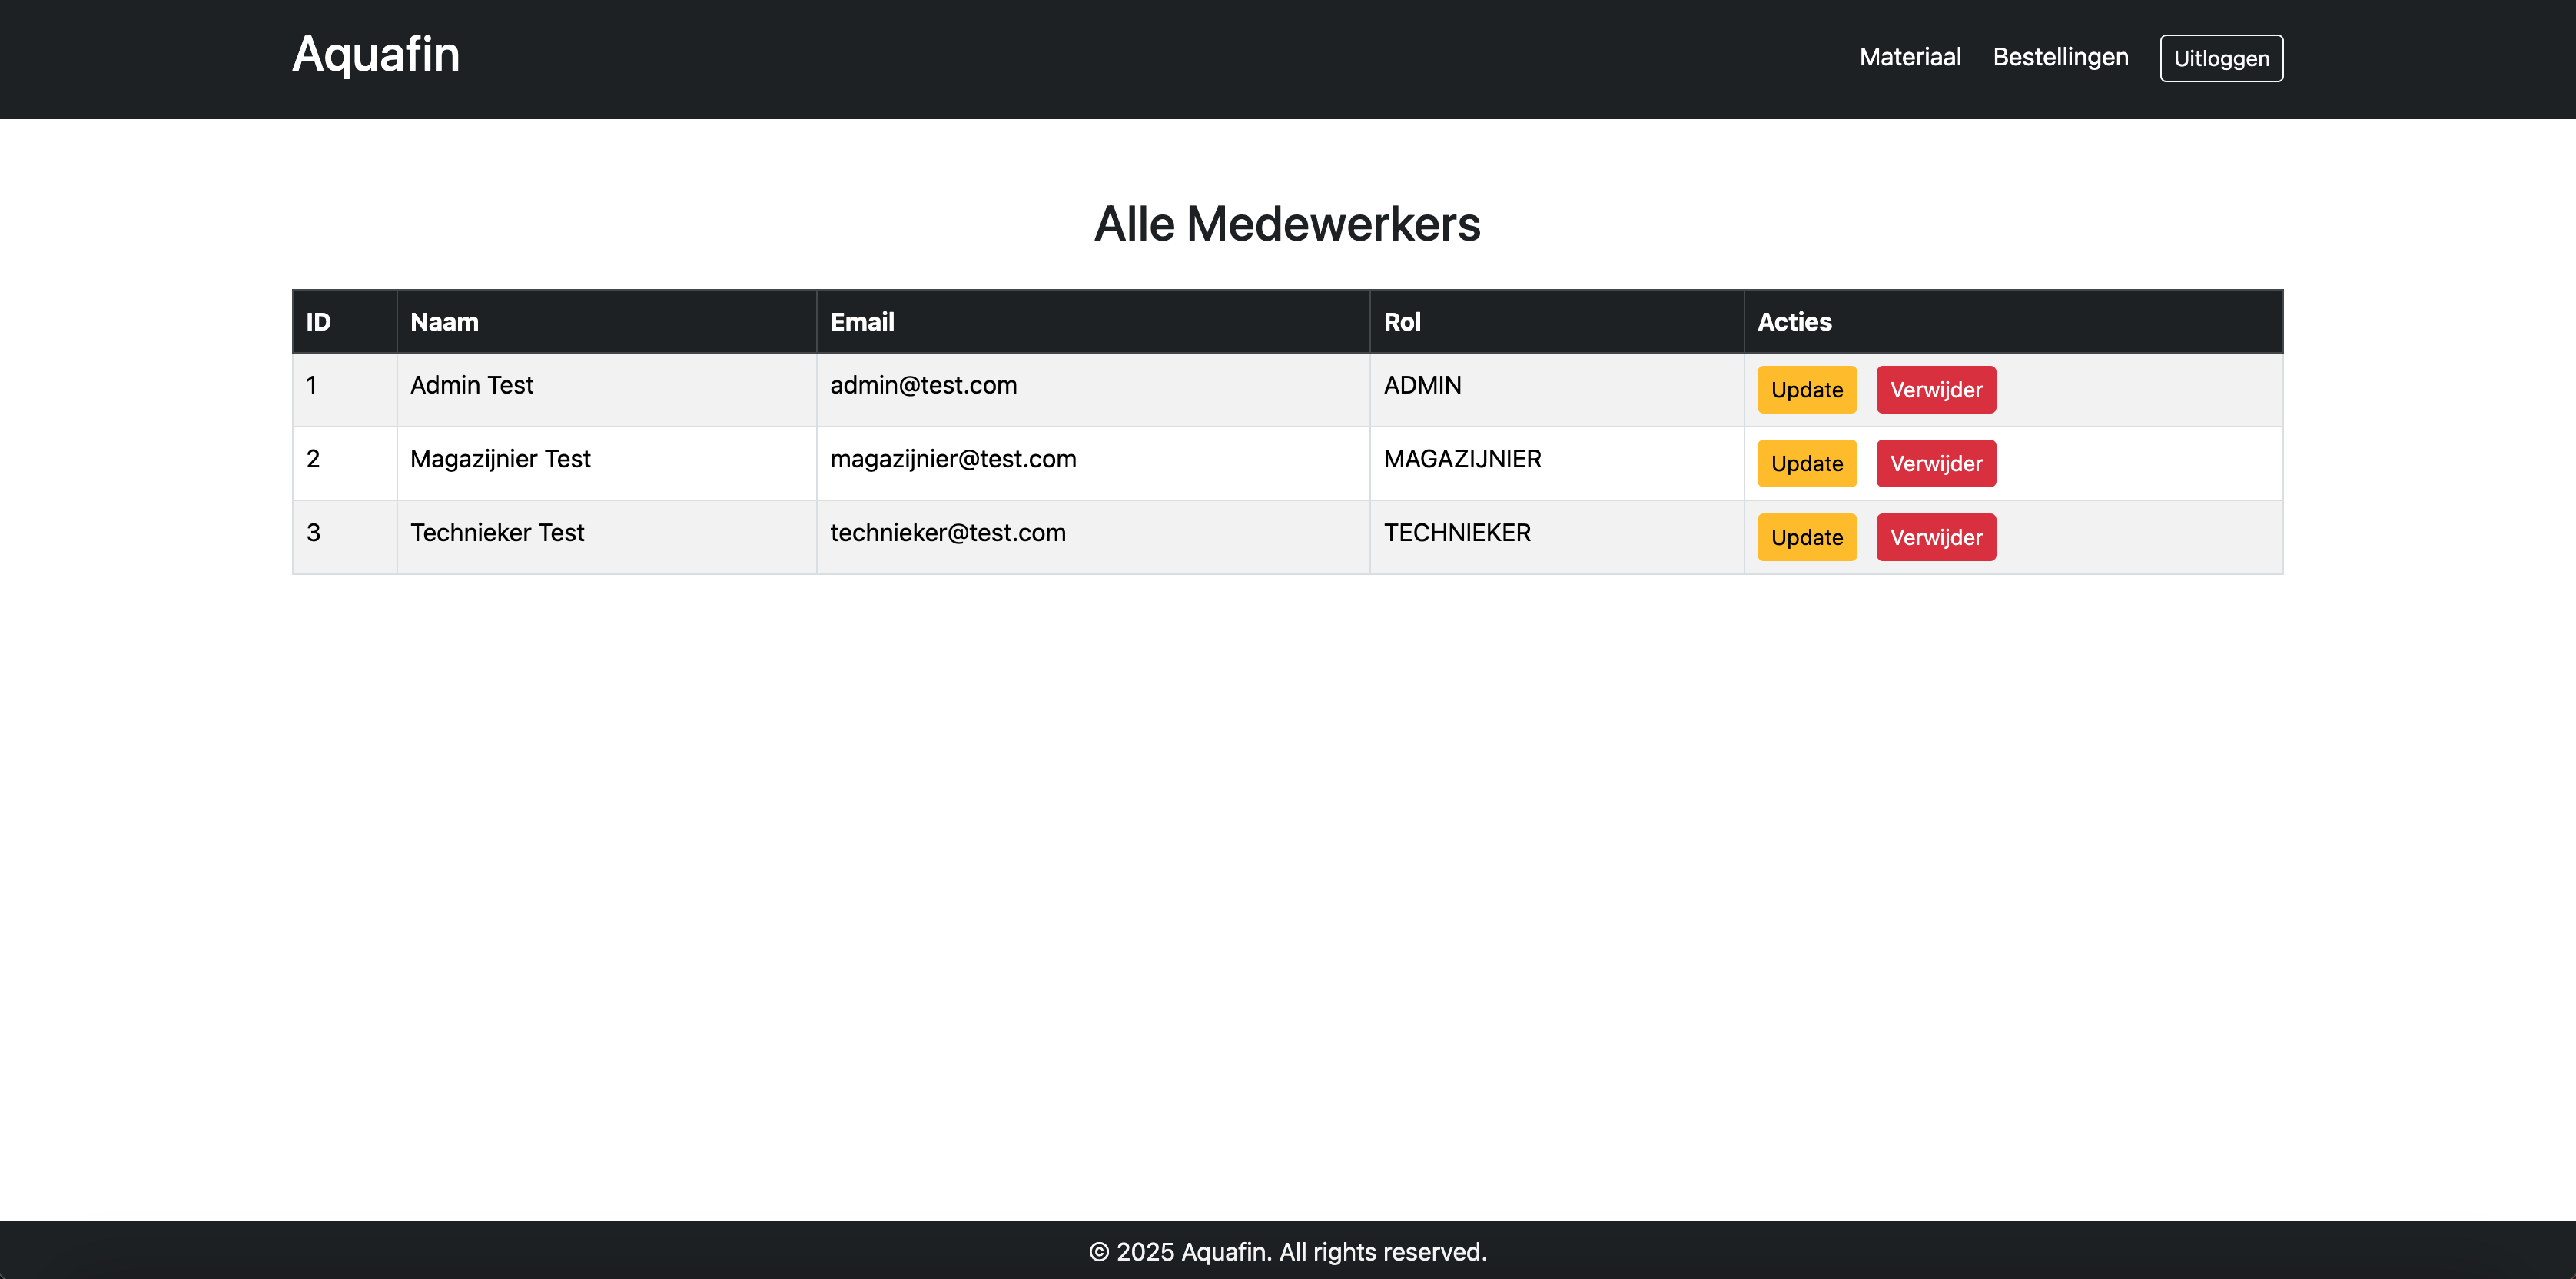 Aquafin
Materiaal Bestellingen Uitloggen
Alle Medewerkers
ID Naam Email Rol Acties
1 Admin Test admin@test.com ADMIN Update Verwijder
2 Magazijnier Test magazijnier@test.com MAGAZIJNIER Update Verwijder
3 Technieker Test technieker@test.com TECHNIEKER Update Verwijder
© 2025 Aquafin. All rights reserved.